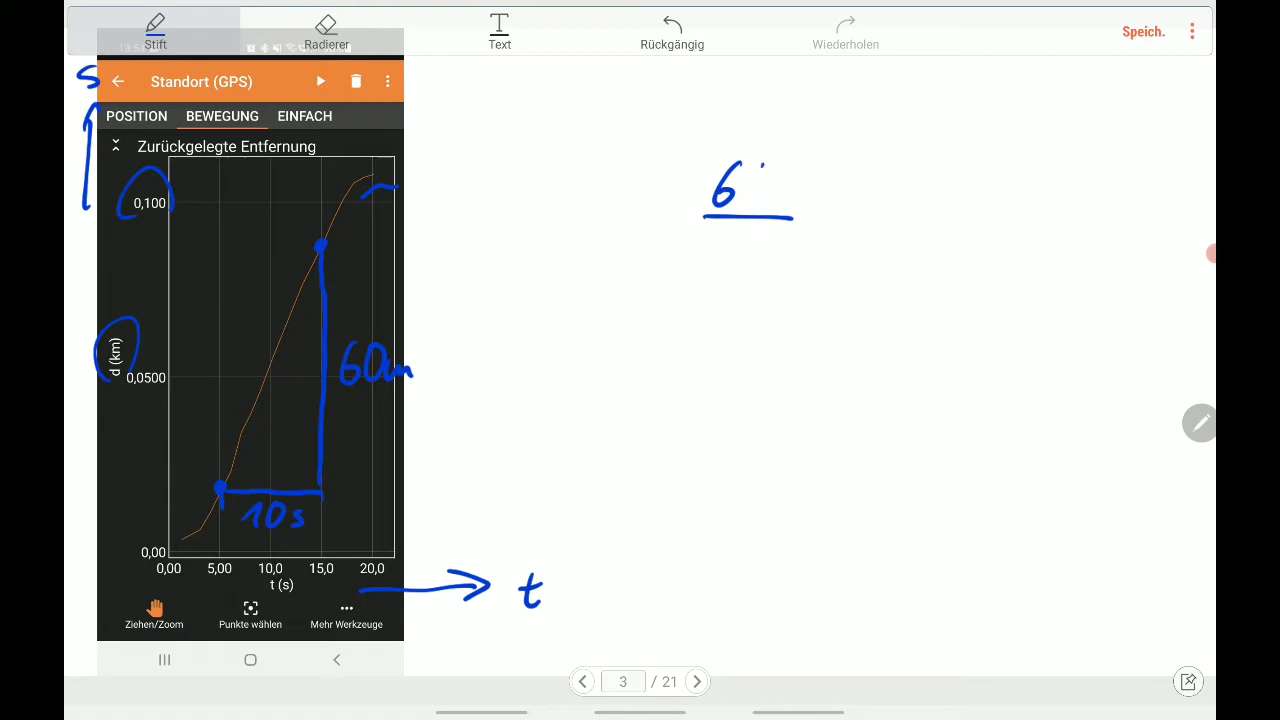 Stift
Radierer
Text
Rückgängig
Wiederholen
Speich.
s
Standort (GPS)
POSITION BEWEGUNG EINFACH
Zurückgelegte Entfernung
0,100
60m
d (km)
0,0500
10s
0,00
0,00 5,00 10,0 15,0 20,0
t (s)
t
Ziehen/Zoom
Punkte wählen
Mehr Werkzeuge
6
3 / 21